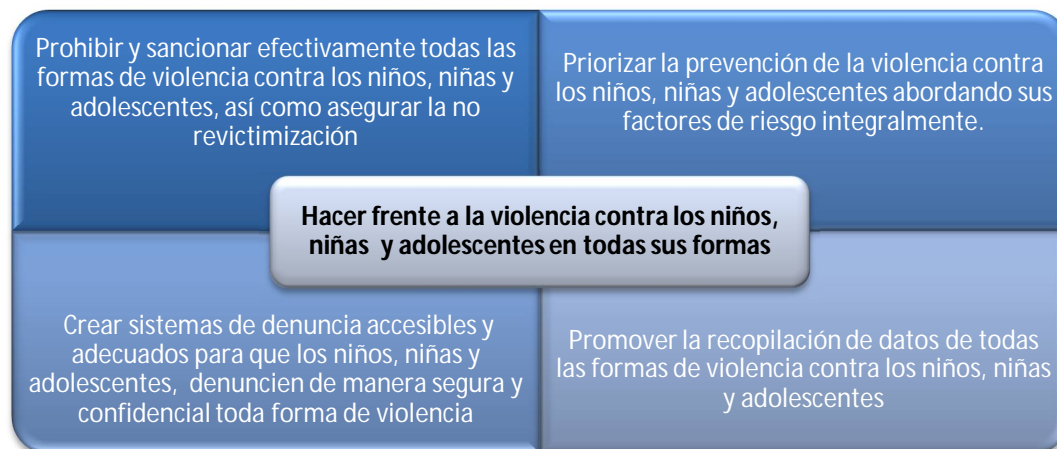 Prohibir y sancionar efectivamente todas las
formas de violencia contra los niños, niñas y
adolescentes, así como asegurar la no
revictimización
Priorizar la prevención de la violencia contra
los niños, niñas y adolescentes abordando sus
factores de riesgo integralmente.
Hacer frente a la violencia contra los niños,
niñas y adolescentes en todas sus formas
Crear sistemas de denuncia accesibles y
adecuados para que los niños, niñas y
adolescentes, denuncien de manera segura y
confidencial toda forma de violencia
Promover la recopilación de datos de todas
las formas de violencia contra los niños, niñas
y adolescentes